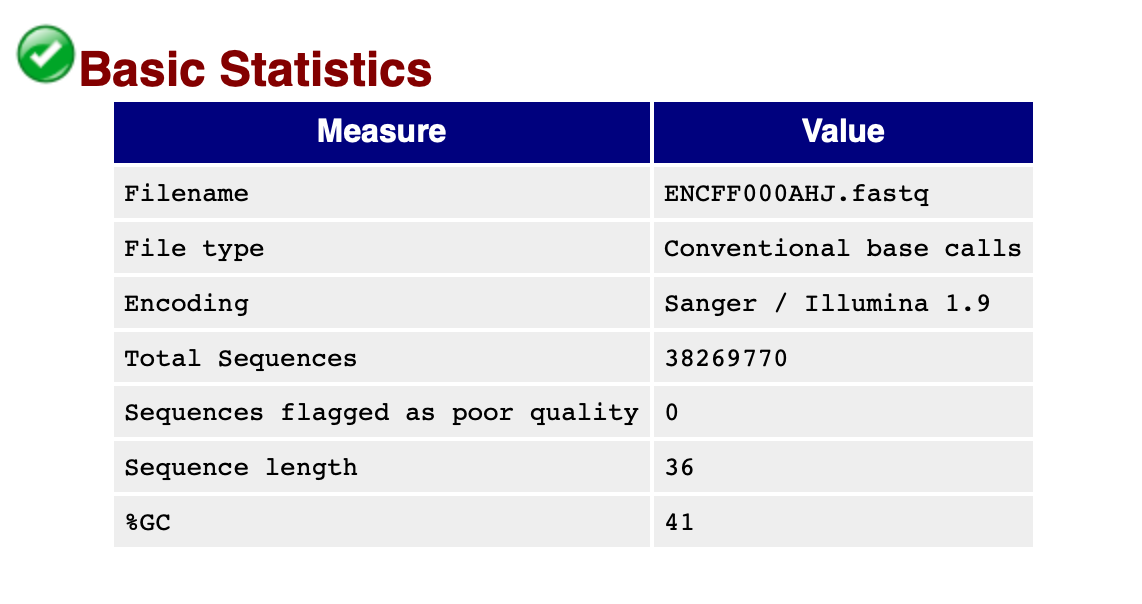 Basic Statistics
Measure Value
Filename ENCFF000AHJ.fastq
File type Conventional base calls
Encoding Sanger / Illumina 1.9
Total Sequences 38269770
Sequences flagged as poor quality 0
Sequence length 36
%GC 41